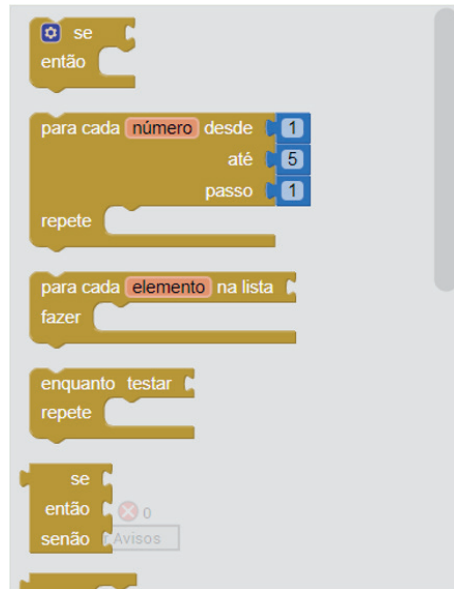 se
então
para cada número desde 1
até 5
passo 1
repete
para cada elemento na lista
fazer
enquanto testar
repete
se
então 0
senão Avisos